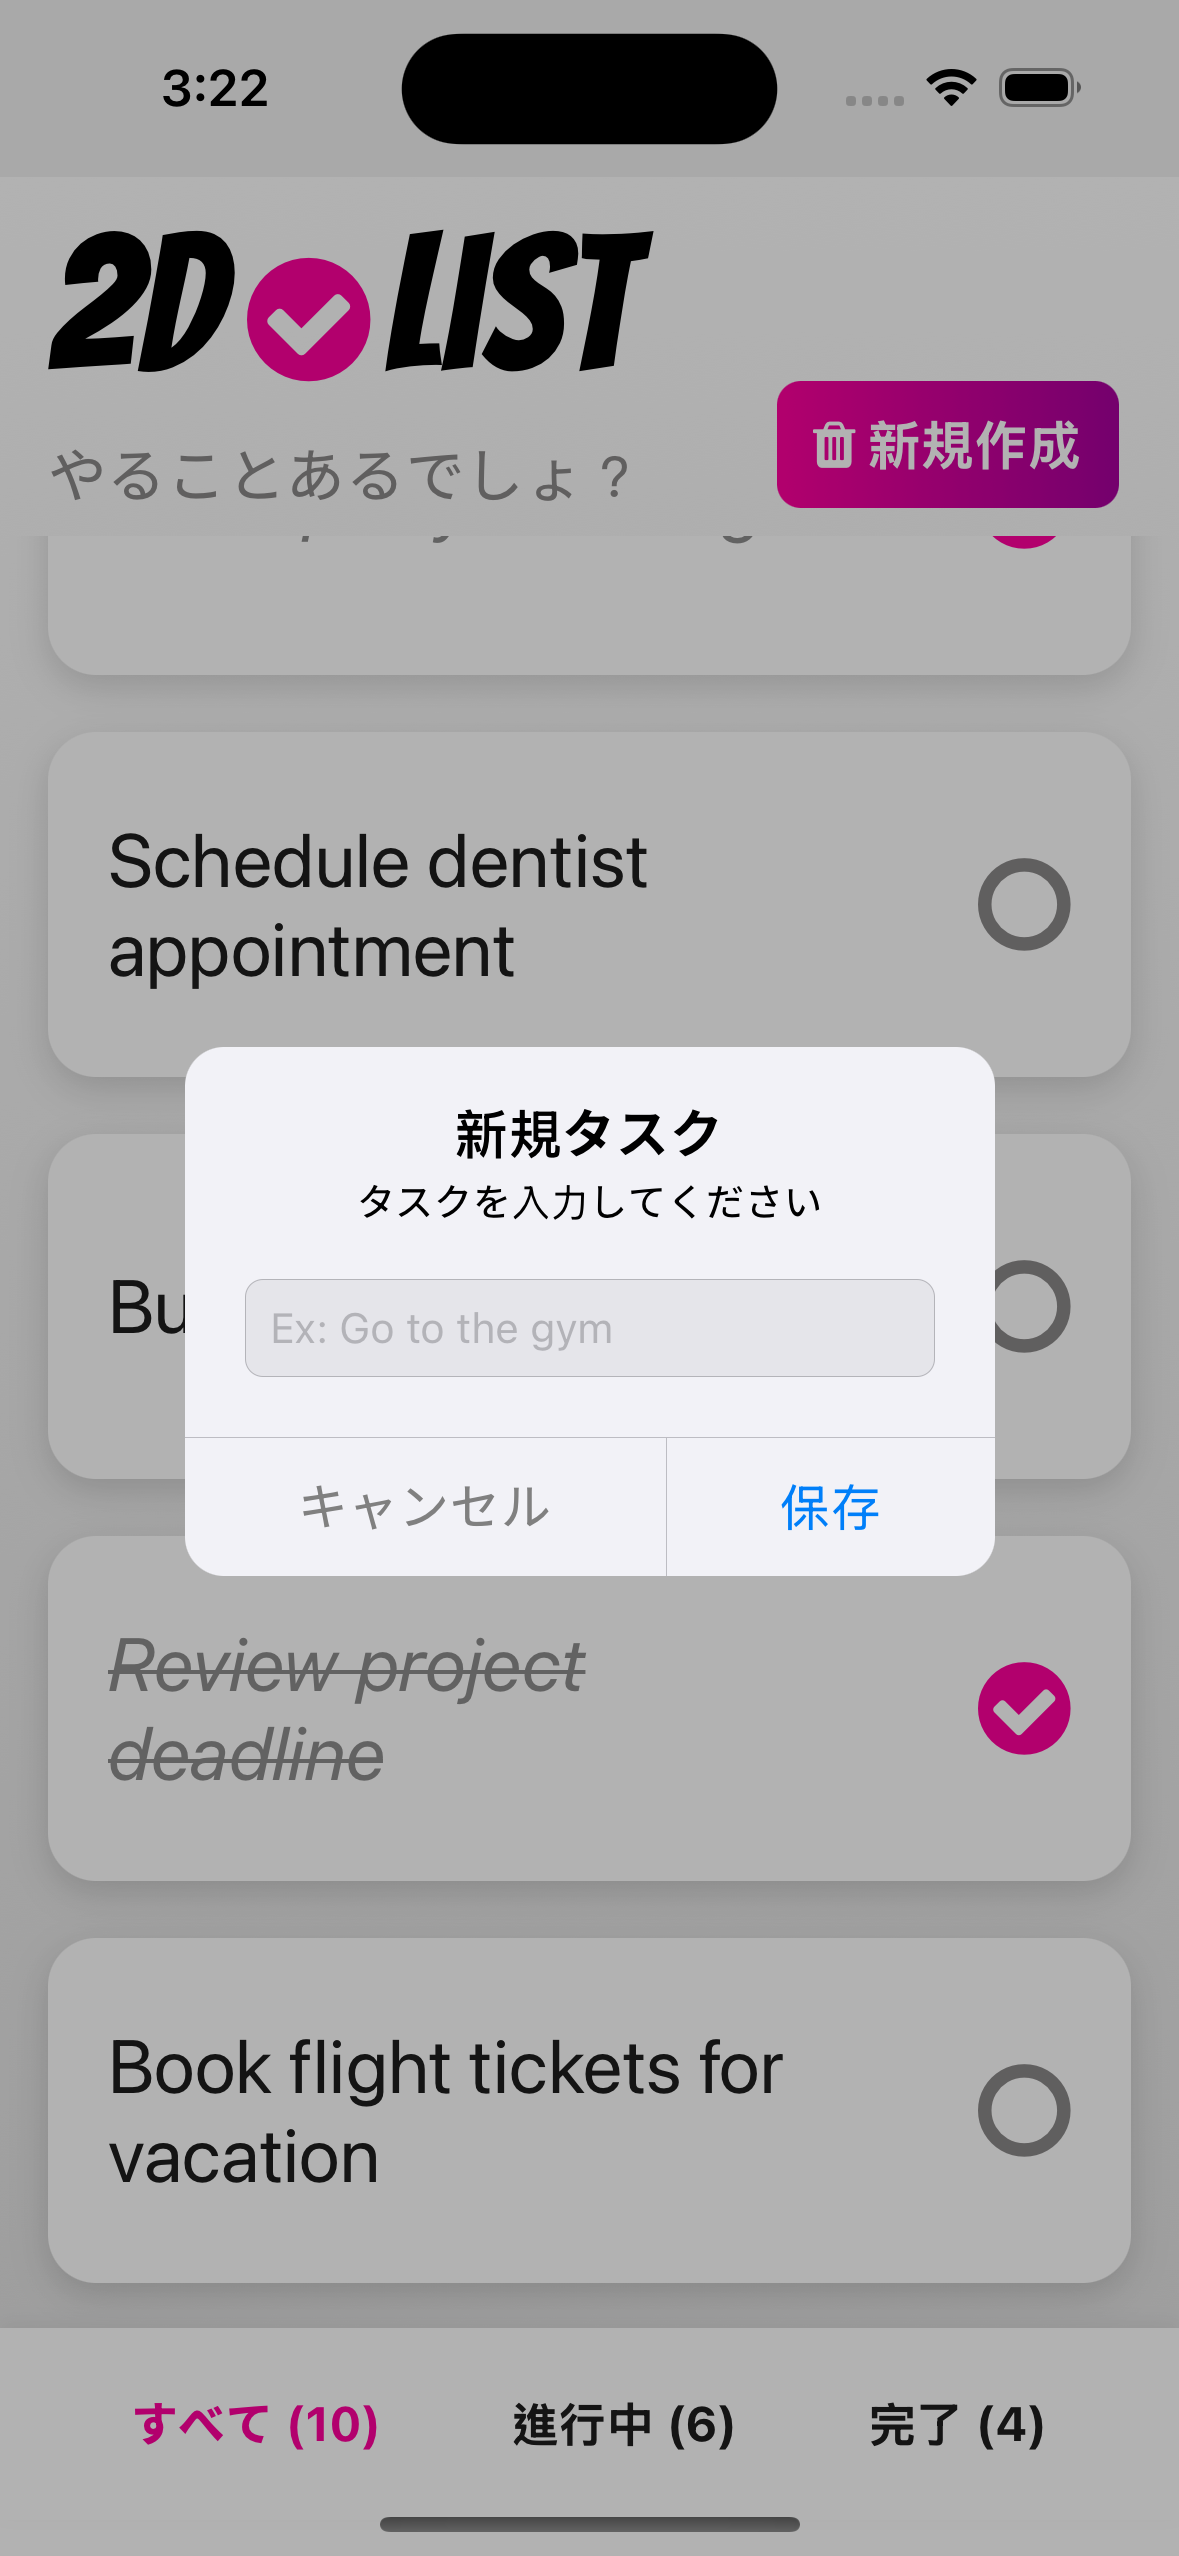 3:22
2D LIST
やることあるでしょ？
新規作成
Schedule dentist
appointment
新規タスク
タスクを入力してください
Ex: Go to the gym
キャンセル
保存
Review project
deadline
Book flight tickets for
vacation
すべて (10)
進行中 (6)
完了 (4)